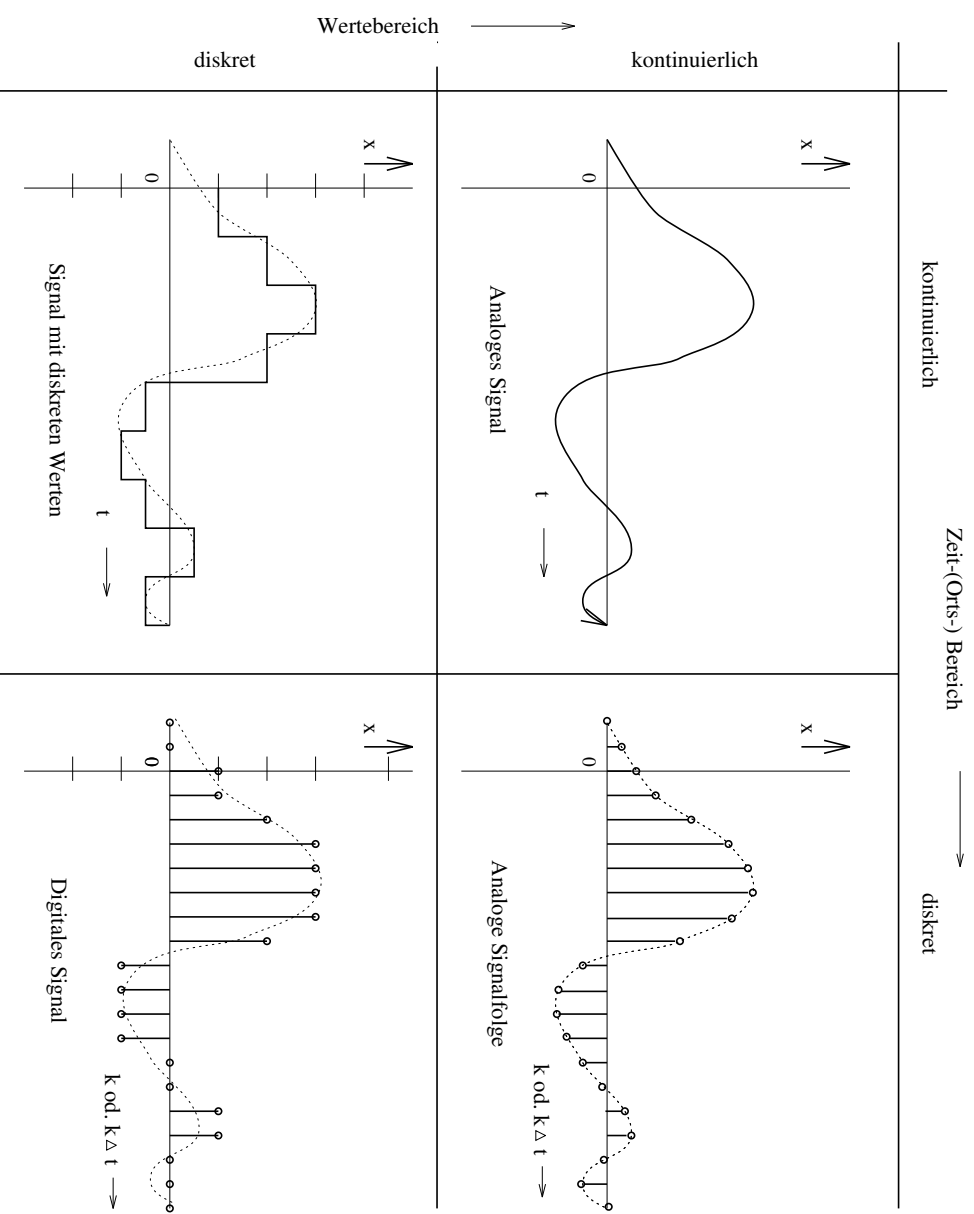 Wertebereich
diskret
kontinuierlich
Zeit-(Orts-) Bereich
kontinuierlich
diskret
x
0
Analoges Signal
t
x
0
Signal mit diskreten Werten
t
x
0
Analoge Signalfolge
k od. k △ t
x
0
Digitales Signal
k od. k △ t